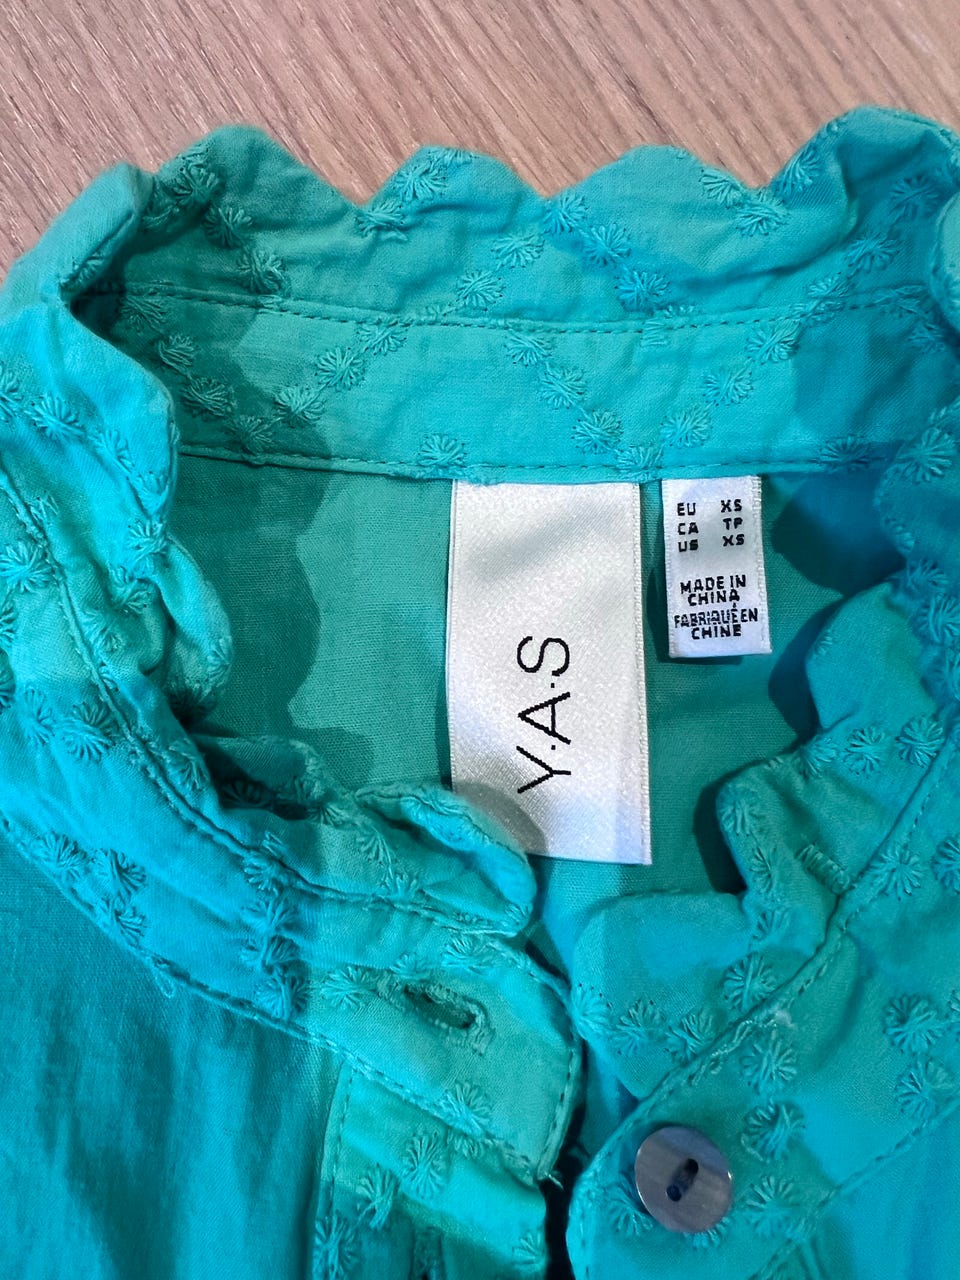 Y.A.S
EU XS
CA TP
US XS
MADE IN
CHINA
FABRIQUÉ EN
CHINE